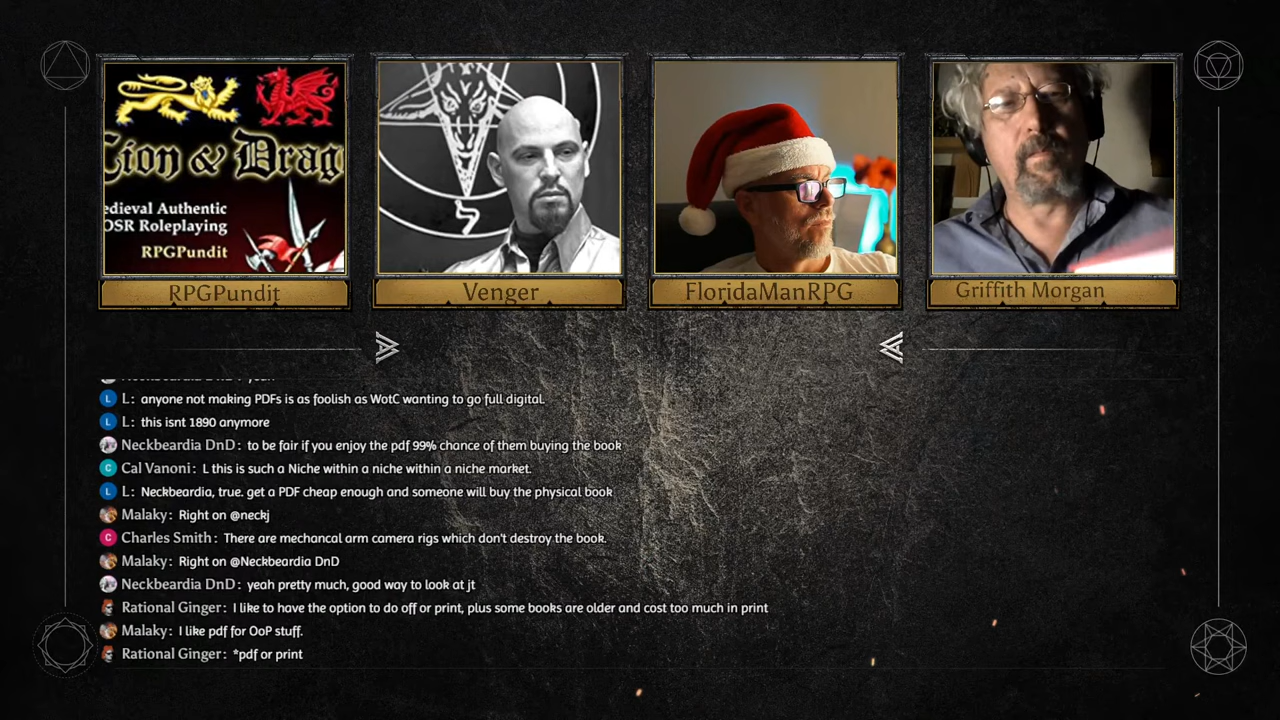 Lion & Drag
edieval Authentic
OSR Roleplaying
RPGPundit
RPGPundit
Venger
FloridaManRPG
Griffith Morgan
L: anyone not making PDFs is as foolish as WotC wanting to go full digital.
L: this isnt 1890 anymore
Neckbeardia DnD: to be fair if you enjoy the pdf 99% chance of them buying the book
C Cal Vanoni: L this is such a Niche within a niche within a niche market.
L: Neckbeardia, true. get a PDF cheap enough and someone will buy the physical book
Malaky: Right on @neckj
C Charles Smith: There are mechancal arm camera rigs which don't destroy the book.
Malaky: Right on @Neckbeardia DnD
Neckbeardia DnD: yeah pretty much, good way to look at jt
Rational Ginger: I like to have the option to do off or print, plus some books are older and cost too much in print
Malaky: I like pdf for OoP stuff.
Rational Ginger: *pdf or print